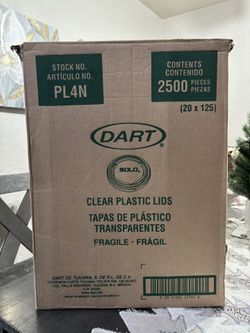 STOCK NO.
ARTÍCULO NO.
PL4N
CONTENTS
CONTENIDO
2500 PIECES
PIEZAS
(20 x 125)
DART
SOLO
CLEAR PLASTIC LIDS
TAPAS DE PLÁSTICO
TRANSPARENTES
FRAGILE - FRÁGIL
DART DE TIJUANA, S. DE R.L. DE C.V.